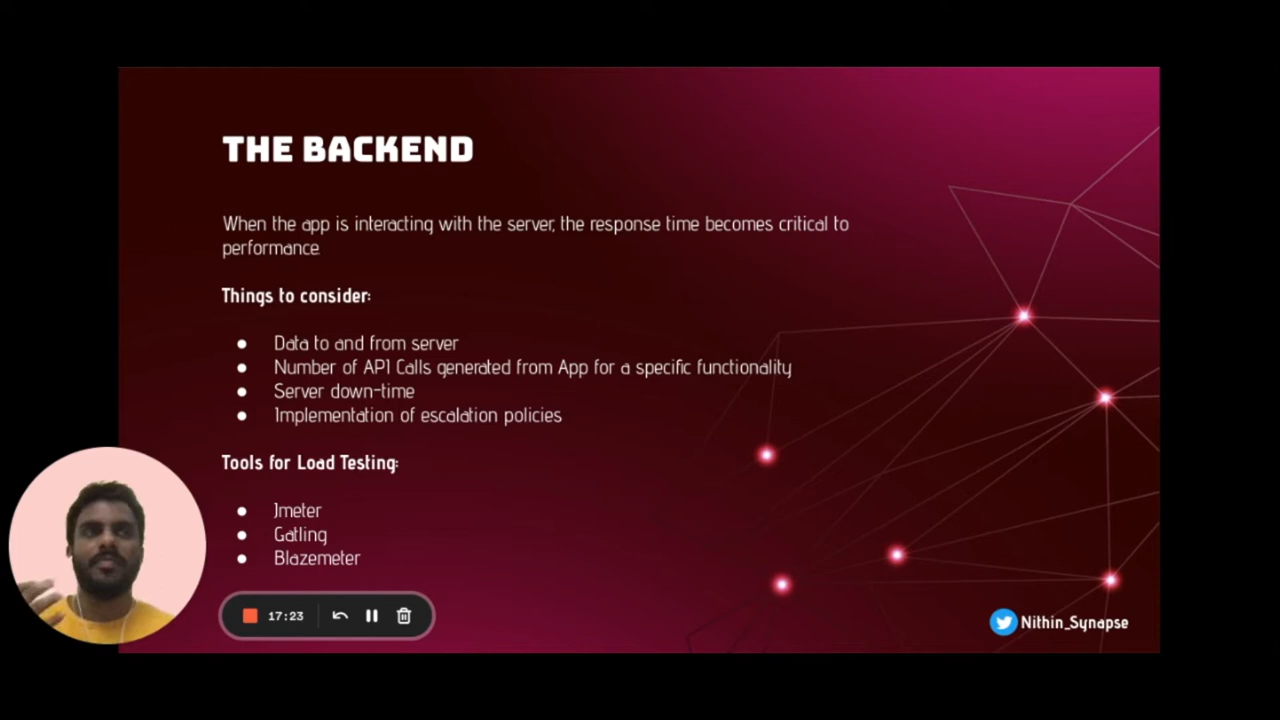 THE BACKEND
When the app is interacting with the server, the response time becomes critical to
performance.
Things to consider:
● Data to and from server
● Number of API Calls generated from App for a specific functionality
● Server down-time
● Implementation of escalation policies
Tools for Load Testing:
● Jmeter
● Gatling
● Blazemeter
17:23
Nithin_Synapse